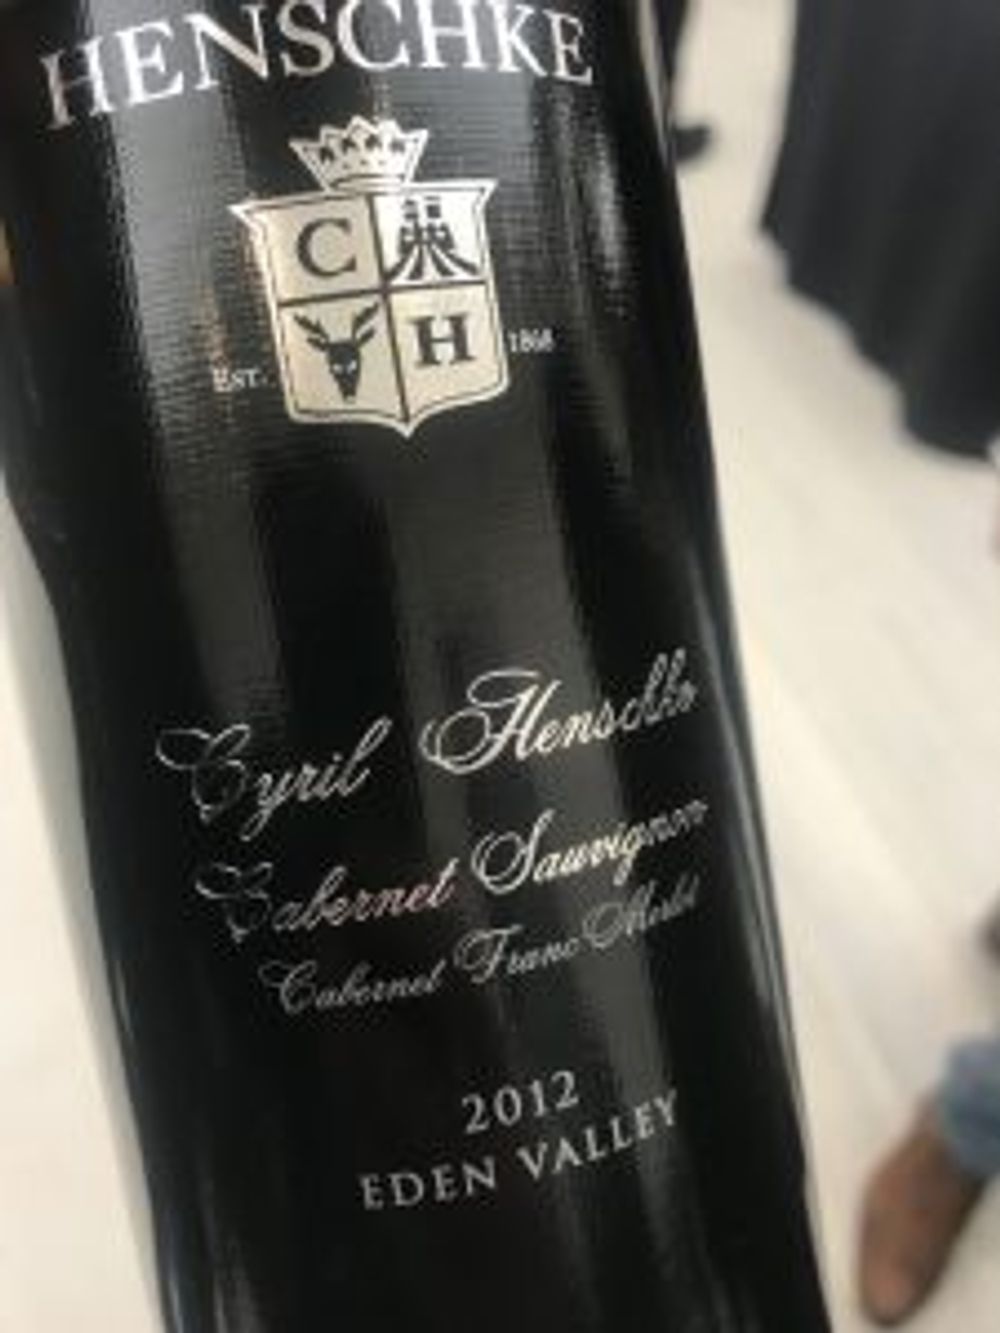 HENSCHKE
C
H
EST. 1868
Cyril Henschke
Cabernet Sauvignon
Cabernet Franc Merlot
2012
EDEN VALLEY